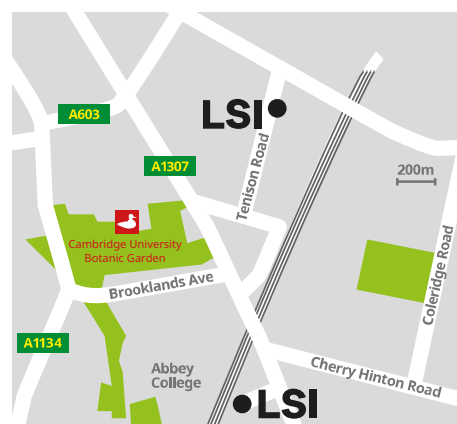 A603
LSI
A1307
200m
Tenison Road
Cambridge University
Botanic Garden
Coleridge Road
Brooklands Ave
A1134
Abbey
College
Cherry Hinton Road
LSI